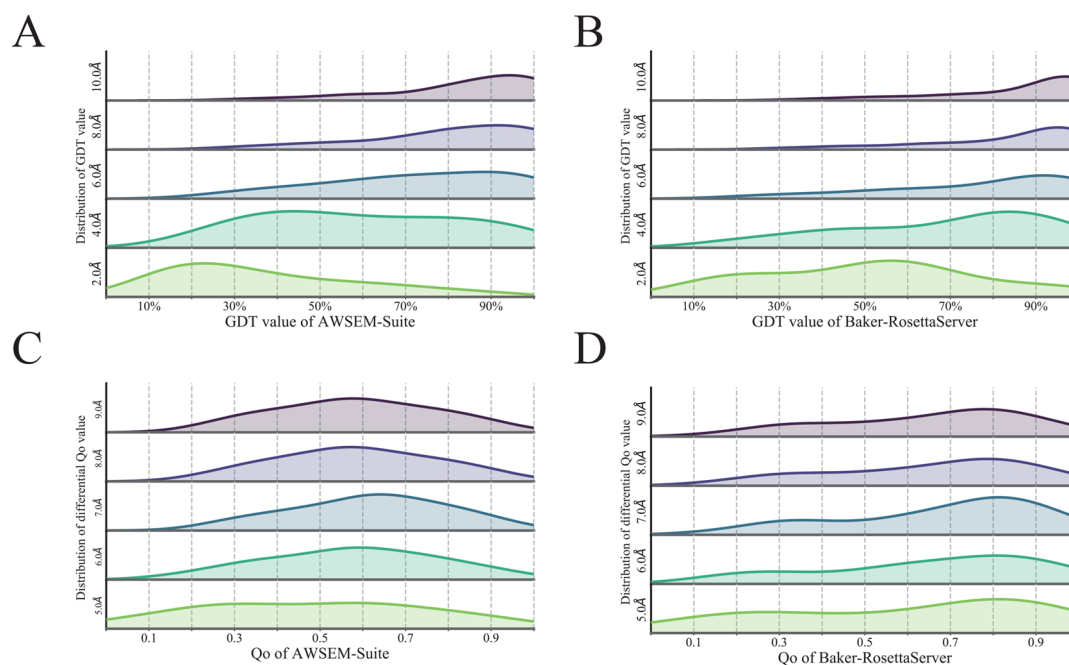 A
Distribution of GDT value
10.0Å
8.0Å
6.0Å
4.0Å
2.0Å
10% 30% 50% 70% 90%
GDT value of AWSEM-Suite
B
Distribution of GDT value
10.0Å
8.0Å
6.0Å
4.0Å
2.0Å
10% 30% 50% 70% 90%
GDT value of Baker-RosettaServer
C
Distribution of differential Qo value
9.0Å
8.0Å
7.0Å
6.0Å
5.0Å
0.1 0.3 0.5 0.7 0.9
Qo of AWSEM-Suite
D
Distribution of differential Qo value
9.0Å
8.0Å
7.0Å
6.0Å
5.0Å
0.1 0.3 0.5 0.7 0.9
Qo of Baker-RosettaServer